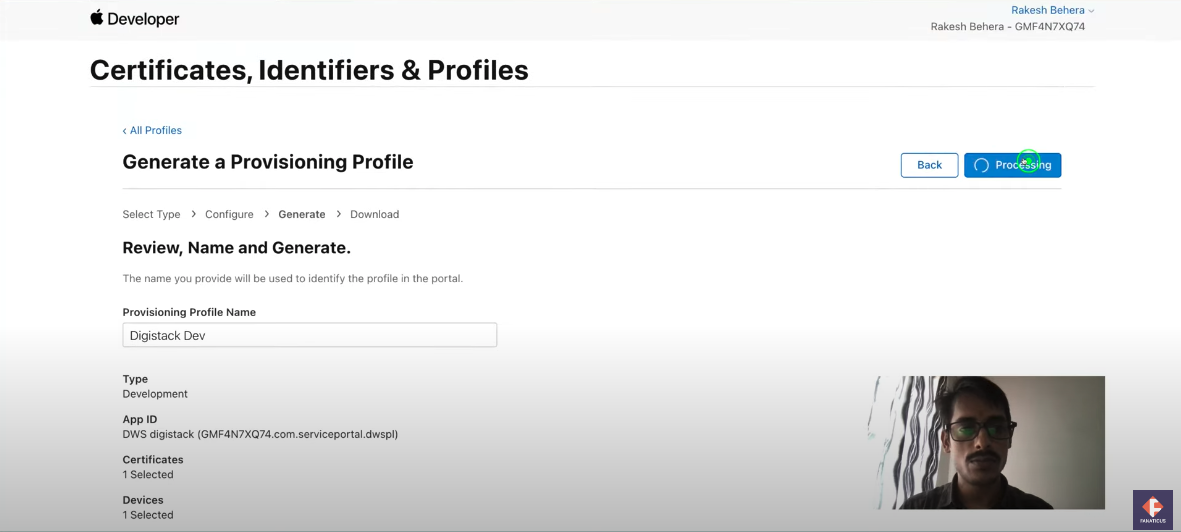 Developer
Rakesh Behera
Rakesh Behera - GMF4N7XQ74
Certificates, Identifiers & Profiles
‹ All Profiles
Generate a Provisioning Profile
Back
Processing
Select Type > Configure > Generate > Download
Review, Name and Generate.
The name you provide will be used to identify the profile in the portal.
Provisioning Profile Name
Digistack Dev
Type
Development
App ID
DWS digistack (GMF4N7XQ74.com.serviceportal.dwspl)
Certificates
1 Selected
Devices
1 Selected
FANATICUS